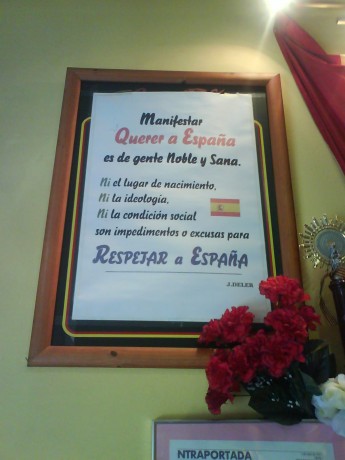 Manifestar
Querer a España
es de gente Noble y Sana.
Ni el lugar de nacimiento,
Ni la ideología,
Ni la condición social
son impedimentos o excusas para
RESPETAR a ESPAÑA
J. DELER
NTRAPORTADA